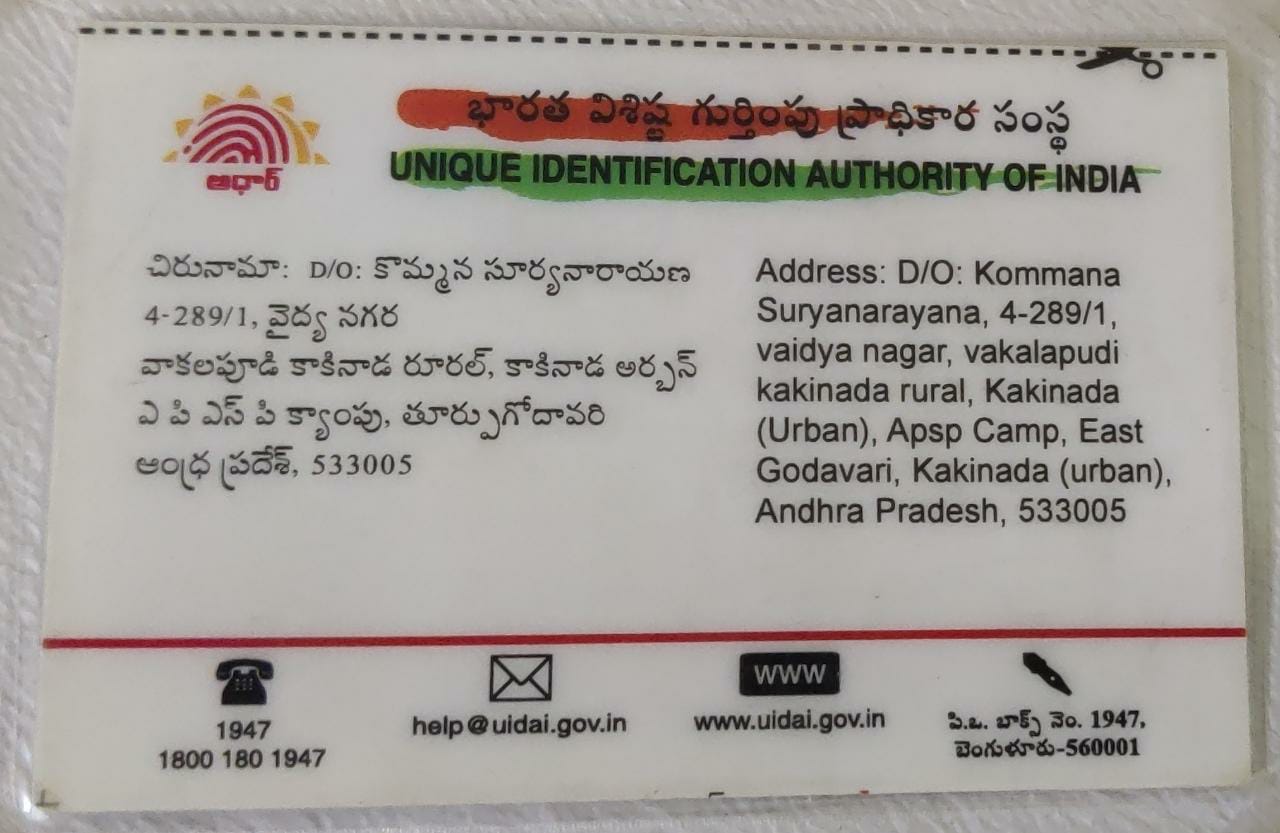 భారత విశిష్ట గుర్తింపు ప్రాధికార సంస్థ
UNIQUE IDENTIFICATION AUTHORITY OF INDIA
ఆధార్
చిరునామా: D/O: కొమ్మన సూర్యనారాయణ
4-289/1, వైద్య నగర
వాకలపూడి కాకినాడ రూరల్, కాకినాడ అర్బన్
ఎ పి ఎస్ పి క్యాంపు, తూర్పుగోదావరి
ఆంధ్ర ప్రదేశ్, 533005
Address: D/O: Kommana
Suryanarayana, 4-289/1,
vaidya nagar, vakalapudi
kakinada rural, Kakinada
(Urban), Apsp Camp, East
Godavari, Kakinada (urban),
Andhra Pradesh, 533005
1947
1800 180 1947
help@uidai.gov.in
www
www.uidai.gov.in
పి.ఒ. బాక్స్ నెం. 1947,
బెంగుళూరు-560001